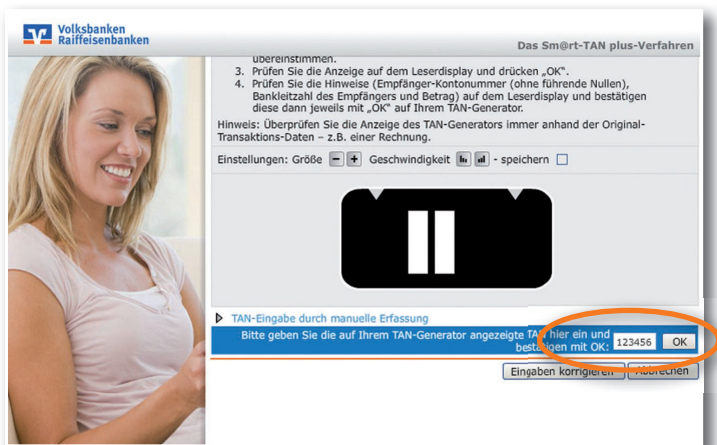 Volksbanken
Raiffeisenbanken
Das Sm@rt-TAN plus-Verfahren
übereinstimmen.
3. Prüfen Sie die Anzeige auf dem Leserdisplay und drücken „OK“.
4. Prüfen Sie die Hinweise (Empfänger-Kontonummer (ohne führende Nullen),
Bankleitzahl des Empfängers und Betrag) auf dem Leserdisplay und bestätigen
diese dann jeweils mit „OK“ auf Ihrem TAN-Generator.
Hinweis: Überprüfen Sie die Anzeige des TAN-Generators immer anhand der Original-
Transaktions-Daten – z.B. einer Rechnung.
Einstellungen: Größe - + Geschwindigkeit - speichern
TAN-Eingabe durch manuelle Erfassung
Bitte geben Sie die auf Ihrem TAN-Generator angezeigte TAN hier ein und
bestätigen mit OK: 123456 OK
Eingaben korrigieren Abbrechen